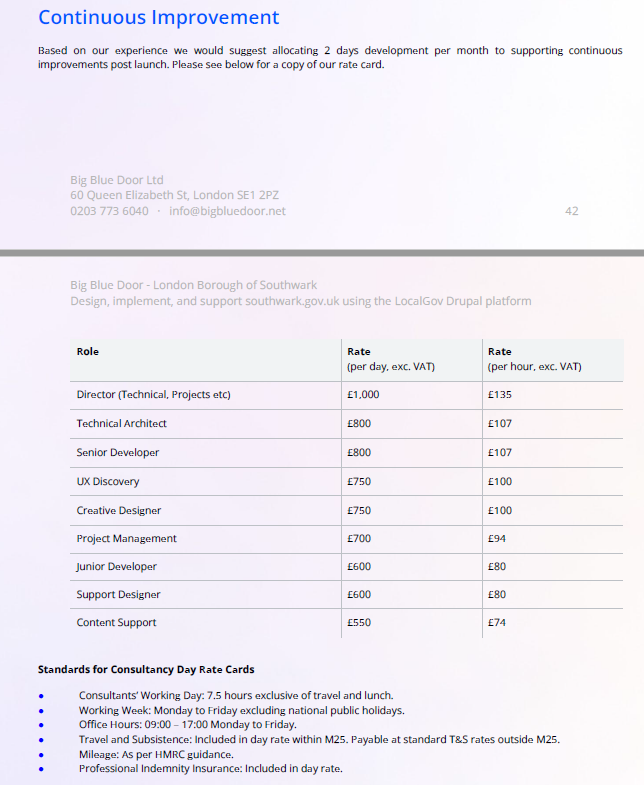 Continuous Improvement
Based on our experience we would suggest allocating 2 days development per month to supporting continuous
improvements post launch. Please see below for a copy of our rate card.
Big Blue Door Ltd
60 Queen Elizabeth St, London SE1 2PZ
0203 773 6040 · info@bigbluedoor.net 42
Big Blue Door - London Borough of Southwark
Design, implement, and support southwark.gov.uk using the LocalGov Drupal platform
Role Rate Rate
(per day, exc. VAT) (per hour, exc. VAT)
Director (Technical, Projects etc) £1,000 £135
Technical Architect £800 £107
Senior Developer £800 £107
UX Discovery £750 £100
Creative Designer £750 £100
Project Management £700 £94
Junior Developer £600 £80
Support Designer £600 £80
Content Support £550 £74
Standards for Consultancy Day Rate Cards
● Consultants' Working Day: 7.5 hours exclusive of travel and lunch.
● Working Week: Monday to Friday excluding national public holidays.
● Office Hours: 09:00 – 17:00 Monday to Friday.
● Travel and Subsistence: Included in day rate within M25. Payable at standard T&S rates outside M25.
● Mileage: As per HMRC guidance.
● Professional Indemnity Insurance: Included in day rate.